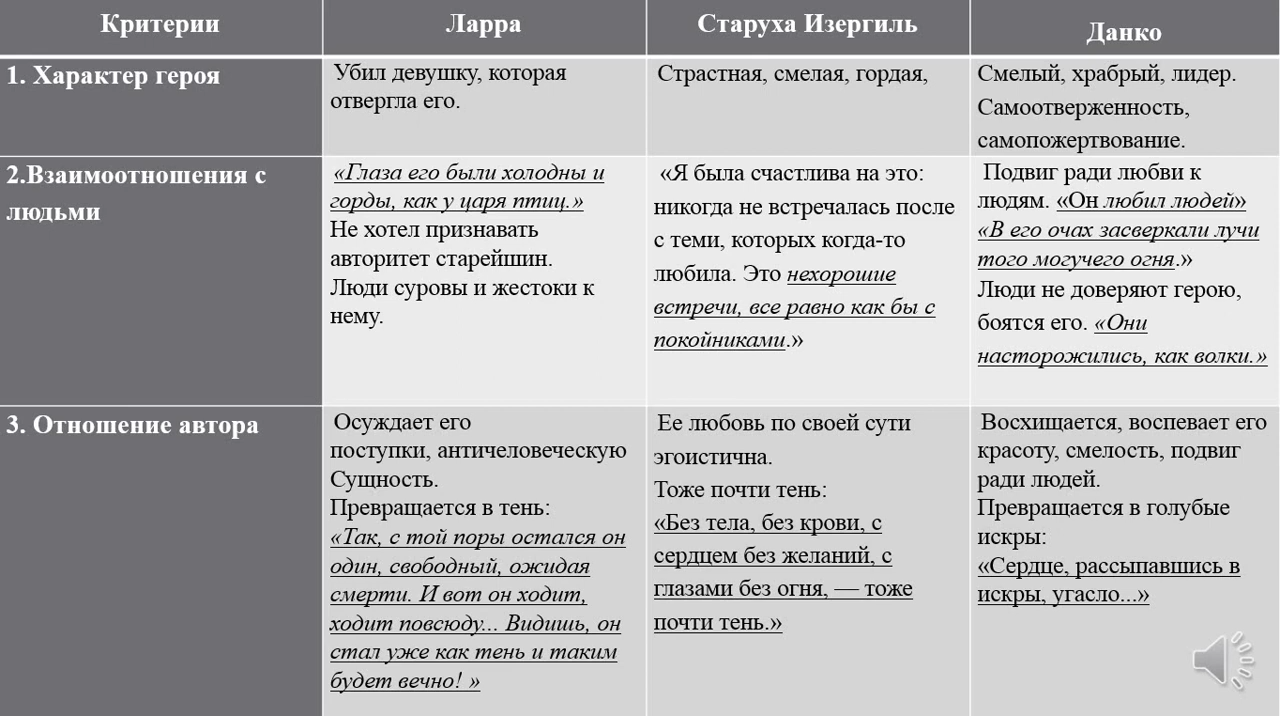 Критерии
Ларра
Старуха Изергиль
Данко
1. Характер героя
Убил девушку, которая
отвергла его.
Страстная, смелая, гордая,
Смелый, храбрый, лидер.
Самоотверженность,
самопожертвование.
2.Взаимоотношения с
людьми
«Глаза его были холодны и
горды, как у царя птиц.»
Не хотел признавать
авторитет старейшин.
Люди суровы и жестоки к
нему.
«Я была счастлива на это:
никогда не встречалась после
с теми, которых когда-то
любила. Это нехорошие
встречи, все равно как бы с
покойниками.»
Подвиг ради любви к
людям. «Он любил людей»
«В его очах засверкали лучи
того могучего огня.»
Люди не доверяют герою,
боятся его. «Они
насторожились, как волки.»
3. Отношение автора
Осуждает его
поступки, античеловеческую
Сущность.
Превращается в тень:
«Так, с той поры остался он
один, свободный, ожидая
смерти. И вот он ходит,
ходит повсюду... Видишь, он
стал уже как тень и таким
будет вечно! »
Ее любовь по своей сути
эгоистична.
Тоже почти тень:
«Без тела, без крови, с
сердцем без желаний, с
глазами без огня, — тоже
почти тень.»
Восхищается, воспевает его
красоту, смелость, подвиг
ради людей.
Превращается в голубые
искры:
«Сердце, рассыпавшись в
искры, угасло...»